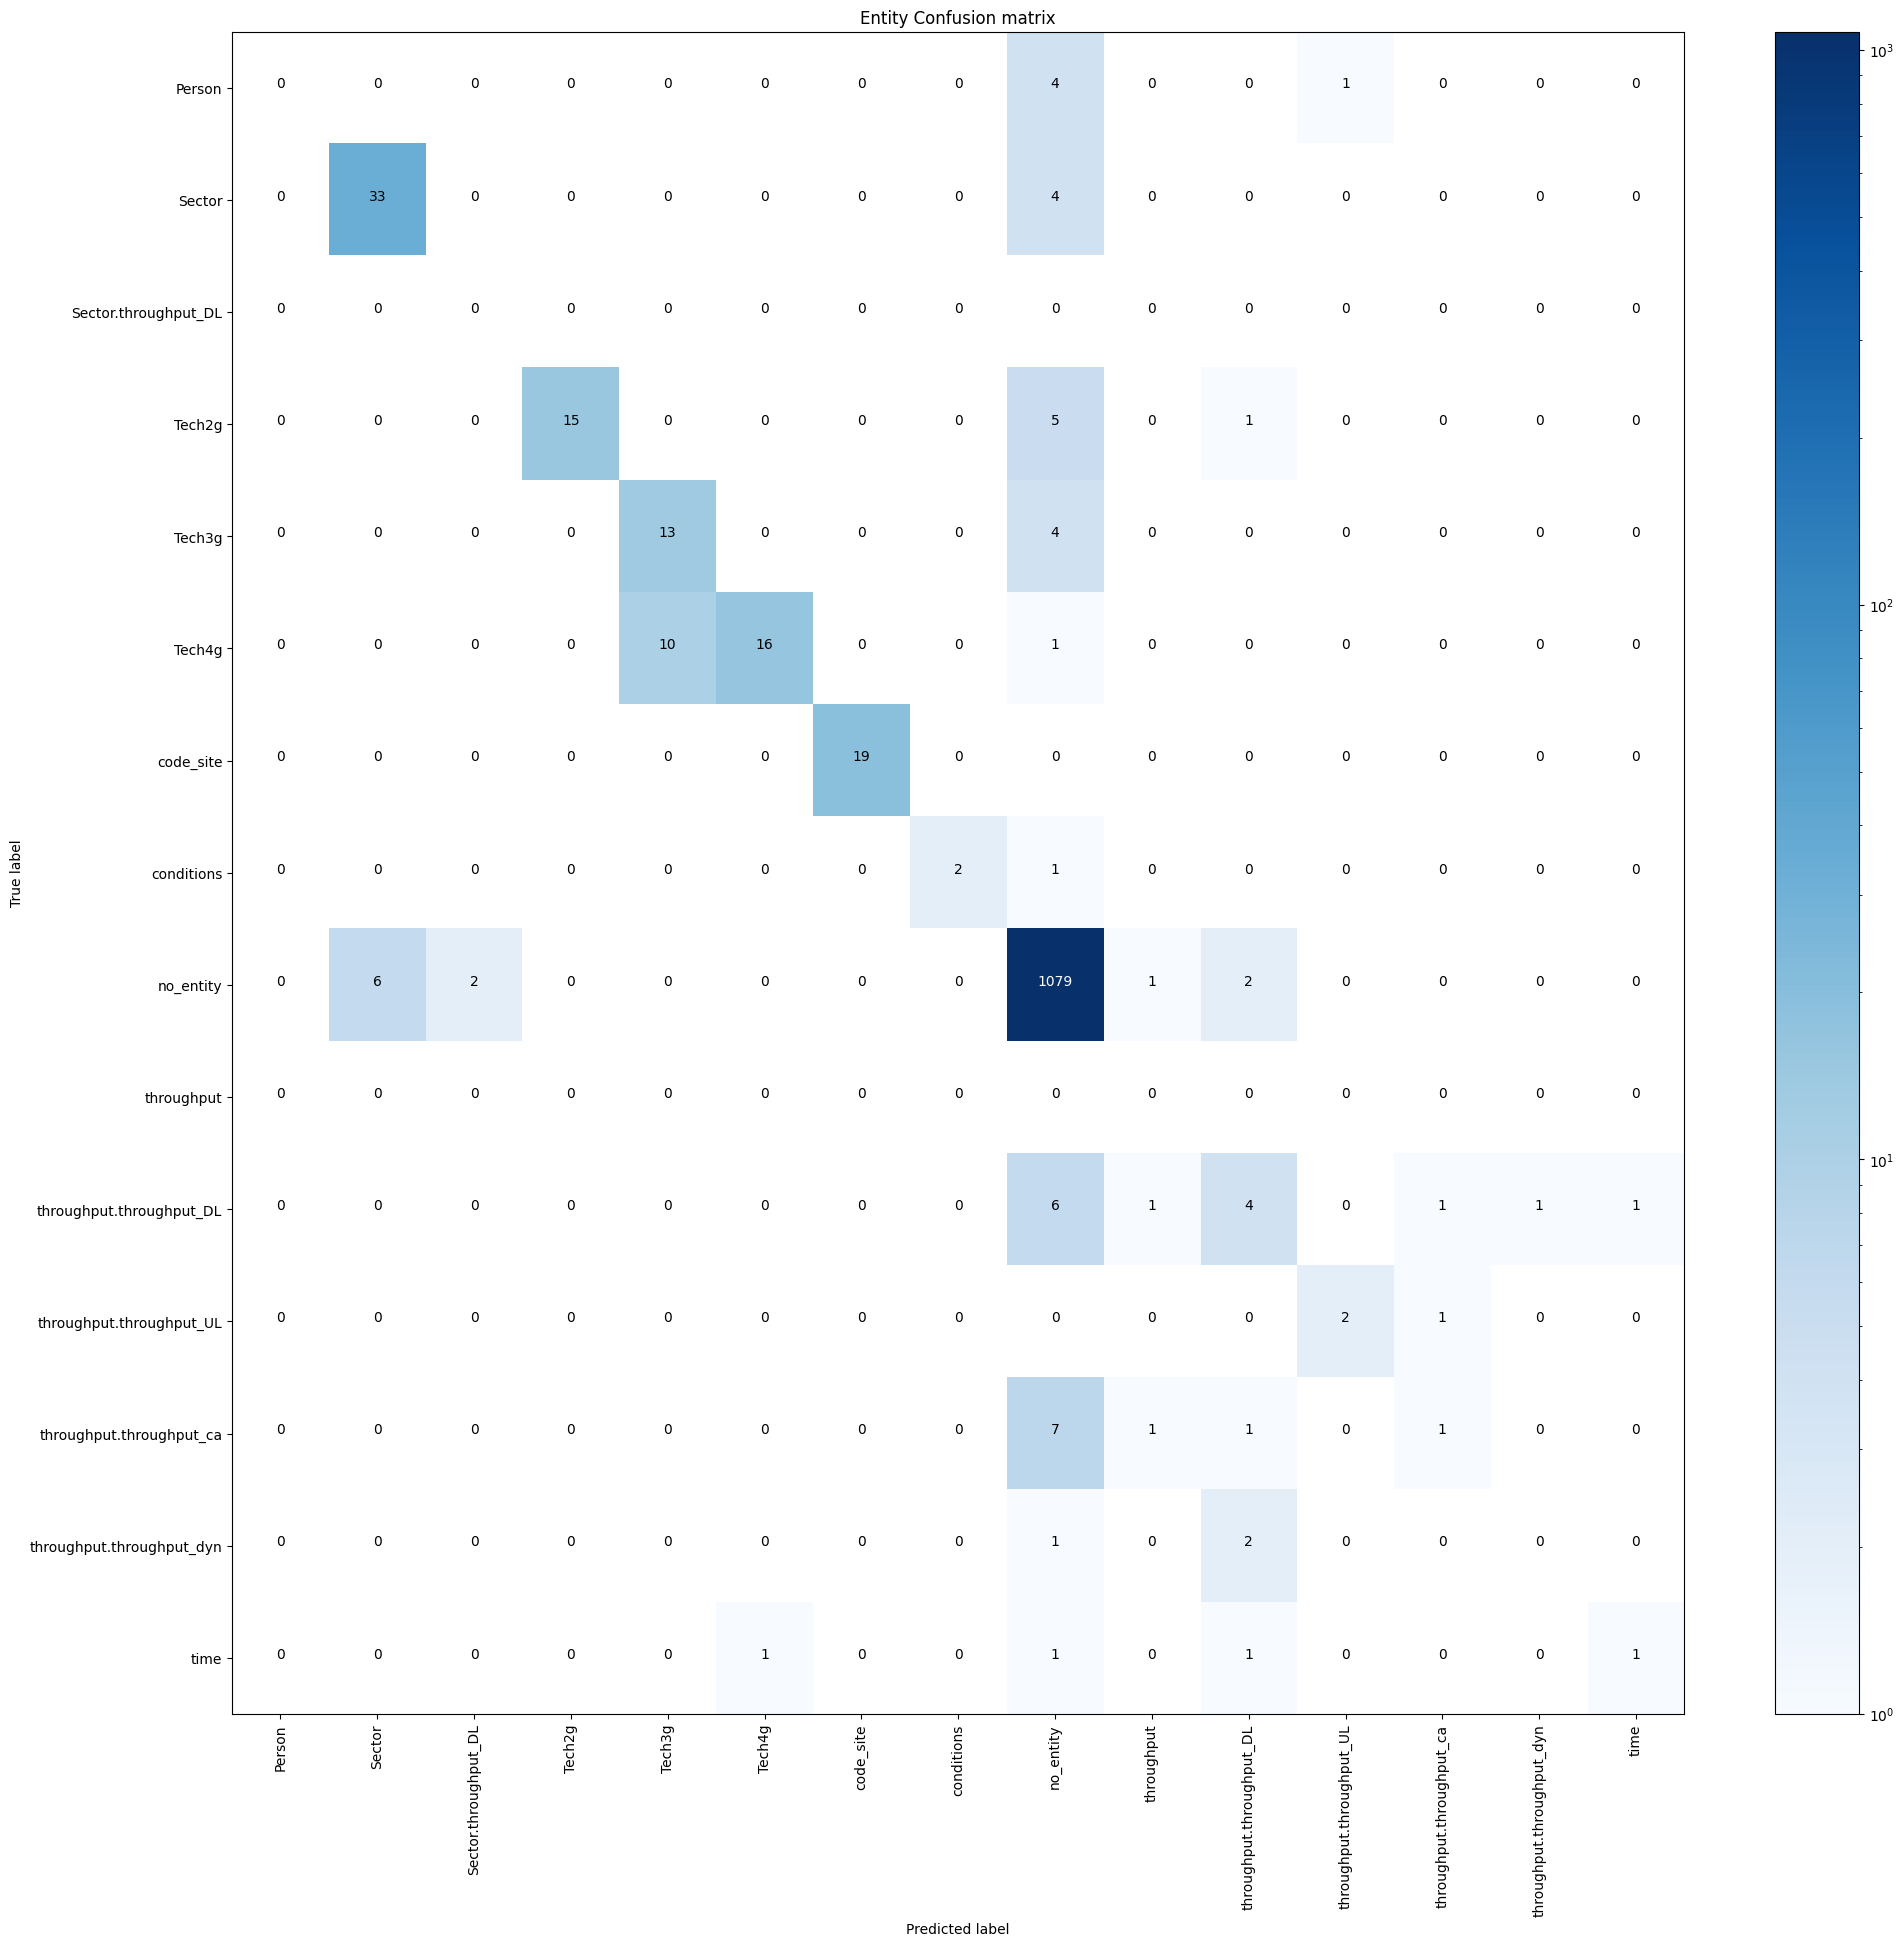 Entity Confusion matrix
Person 0 0 0 0 0 0 0 0 4 0 0 1 0 0 0
Sector 0 33 0 0 0 0 0 0 4 0 0 0 0 0 0
Sector.throughput_DL 0 0 0 0 0 0 0 0 0 0 0 0 0 0 0
Tech2g 0 0 0 15 0 0 0 0 5 0 1 0 0 0 0
Tech3g 0 0 0 0 13 0 0 0 4 0 0 0 0 0 0
Tech4g 0 0 0 0 10 16 0 0 1 0 0 0 0 0 0
code_site 0 0 0 0 0 0 19 0 0 0 0 0 0 0 0
conditions 0 0 0 0 0 0 0 2 1 0 0 0 0 0 0
no_entity 0 6 2 0 0 0 0 0 1079 1 2 0 0 0 0
throughput 0 0 0 0 0 0 0 0 0 0 0 0 0 0 0
throughput.throughput_DL 0 0 0 0 0 0 0 0 6 1 4 0 1 1 1
throughput.throughput_UL 0 0 0 0 0 0 0 0 0 0 0 2 1 0 0
throughput.throughput_ca 0 0 0 0 0 0 0 0 7 1 1 0 1 0 0
throughput.throughput_dyn 0 0 0 0 0 0 0 0 1 0 2 0 0 0 0
time 0 0 0 0 0 1 0 0 1 0 1 0 0 0 1
True label
Person
Sector
Sector.throughput_DL
Tech2g
Tech3g
Tech4g
code_site
conditions
no_entity
throughput
throughput.throughput_DL
throughput.throughput_UL
throughput.throughput_ca
throughput.throughput_dyn
time
Predicted label
10³
10²
10¹
10⁰